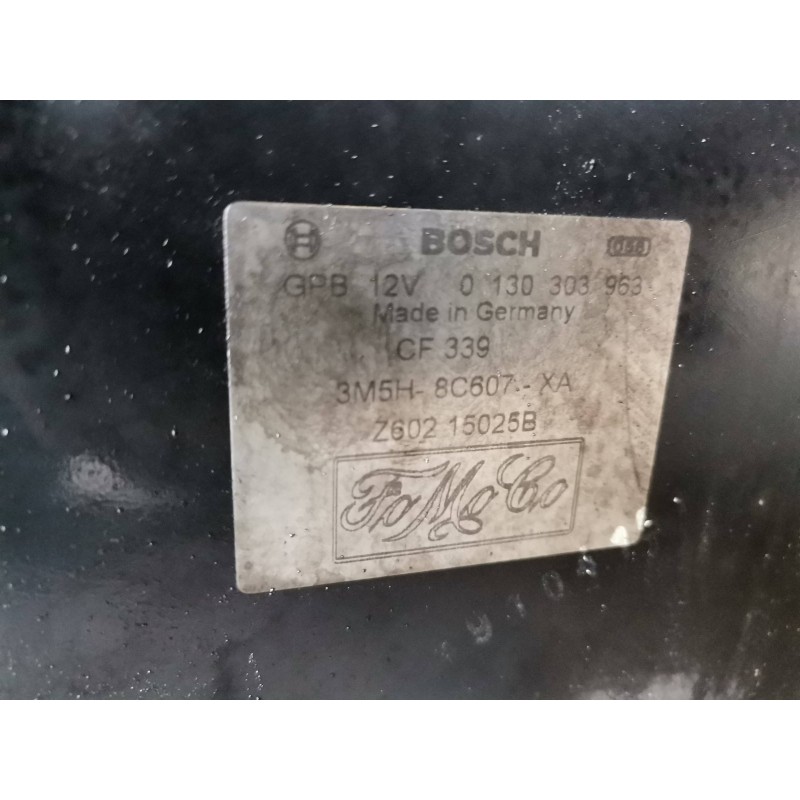 BOSCH
GPB 12V 0 130 303 963
Made in Germany
CF 339
3M5H- 8C607 - XA
Z602 15025B
FoMoCo